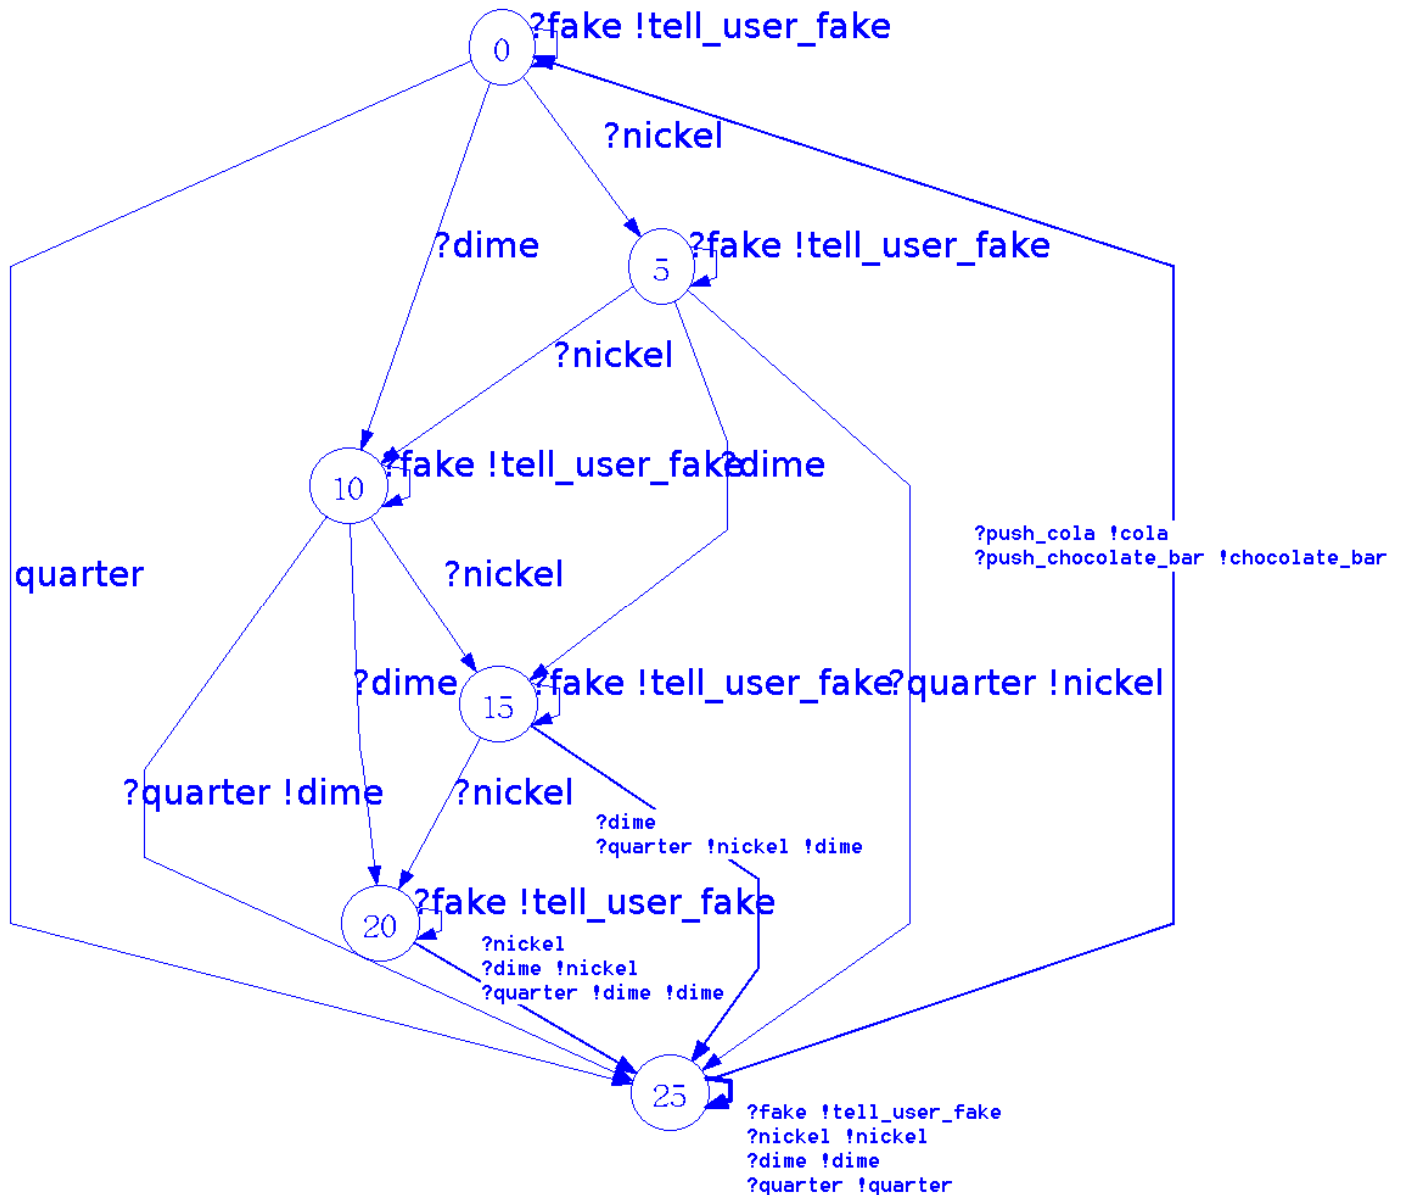 ?fake !tell_user_fake
0
?nickel
?dime
?fake !tell_user_fake
5
?nickel
?fake !tell_user_fake
?dime
10
?push_cola !cola
?push_chocolate_bar !chocolate_bar
quarter
?nickel
?dime
?fake !tell_user_fake
?quarter !nickel
15
?quarter !dime
?nickel
?dime
?quarter !nickel !dime
?fake !tell_user_fake
20
?nickel
?dime !nickel
?quarter !dime !dime
25
?fake !tell_user_fake
?nickel !nickel
?dime !dime
?quarter !quarter